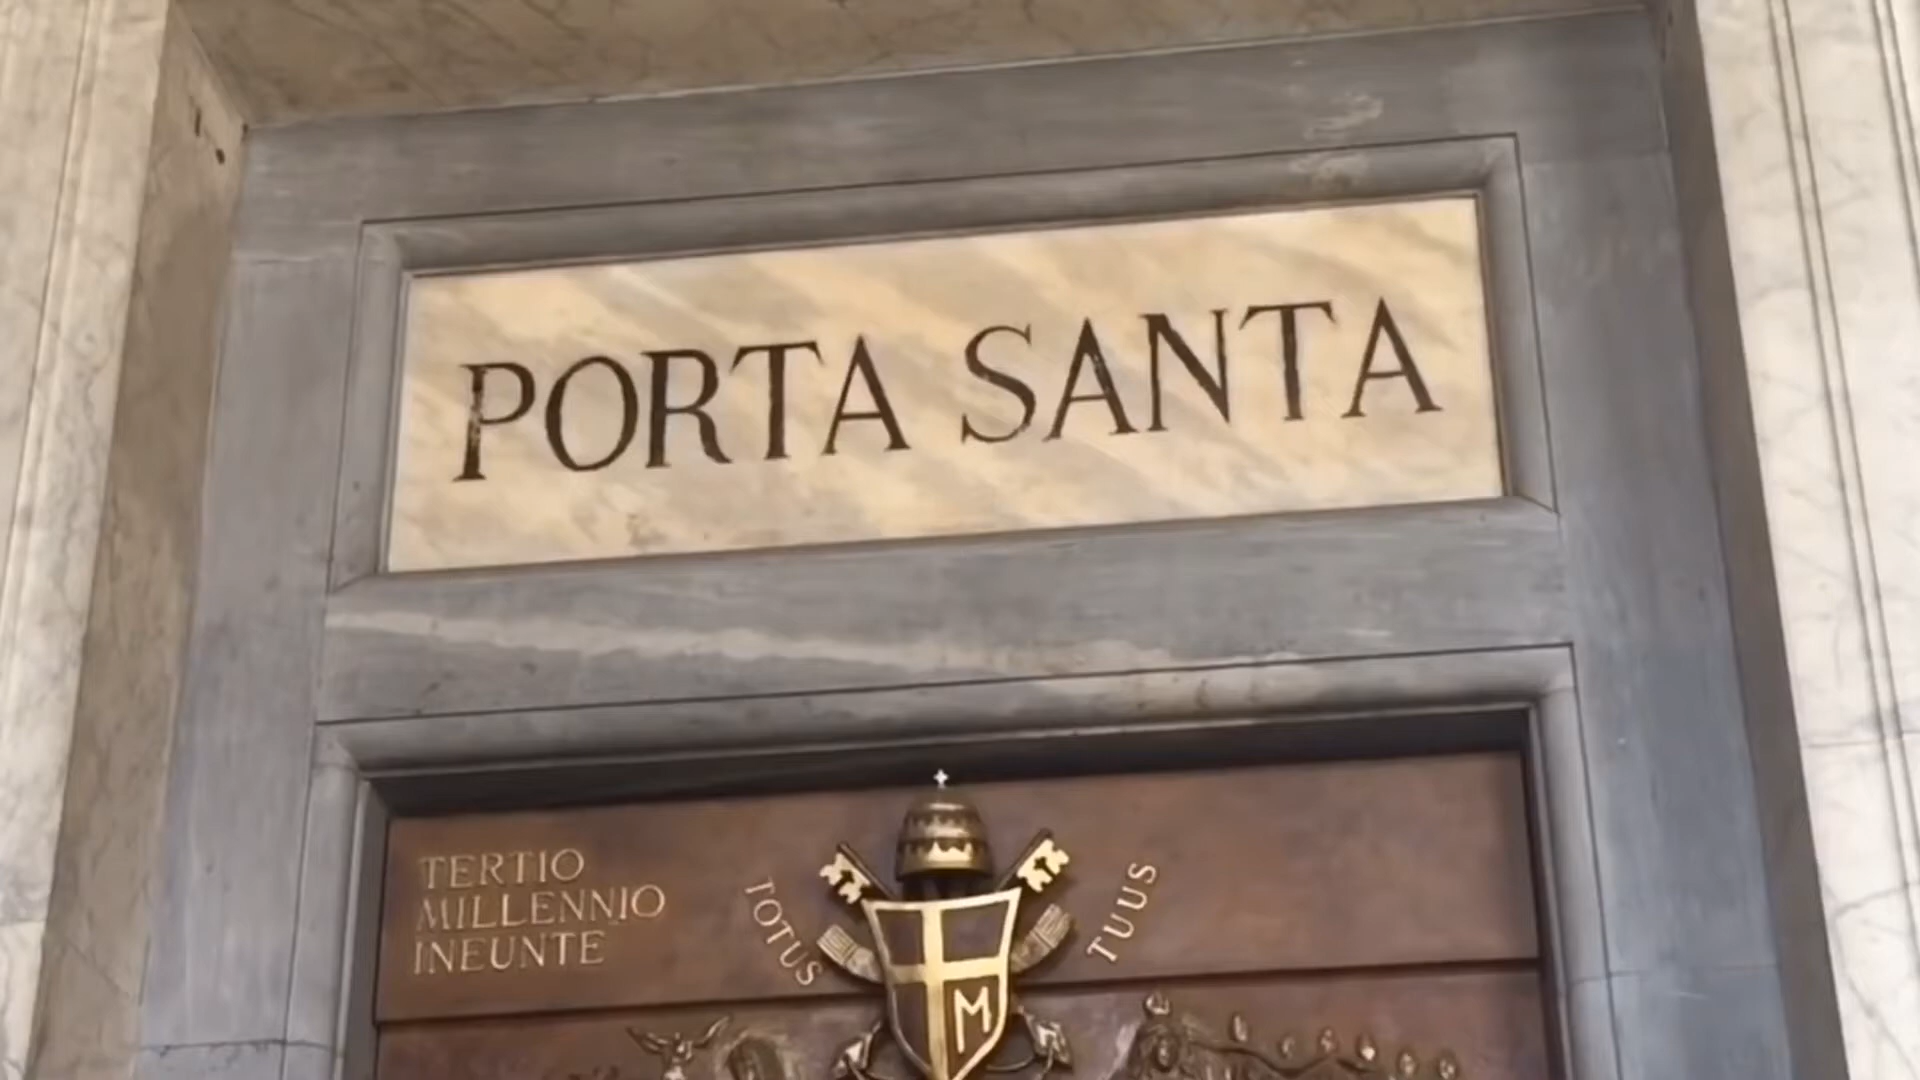 PORTA SANTA
TERTIO
MILLENNIO
INEUNTE
TOTUS
TUUS
M